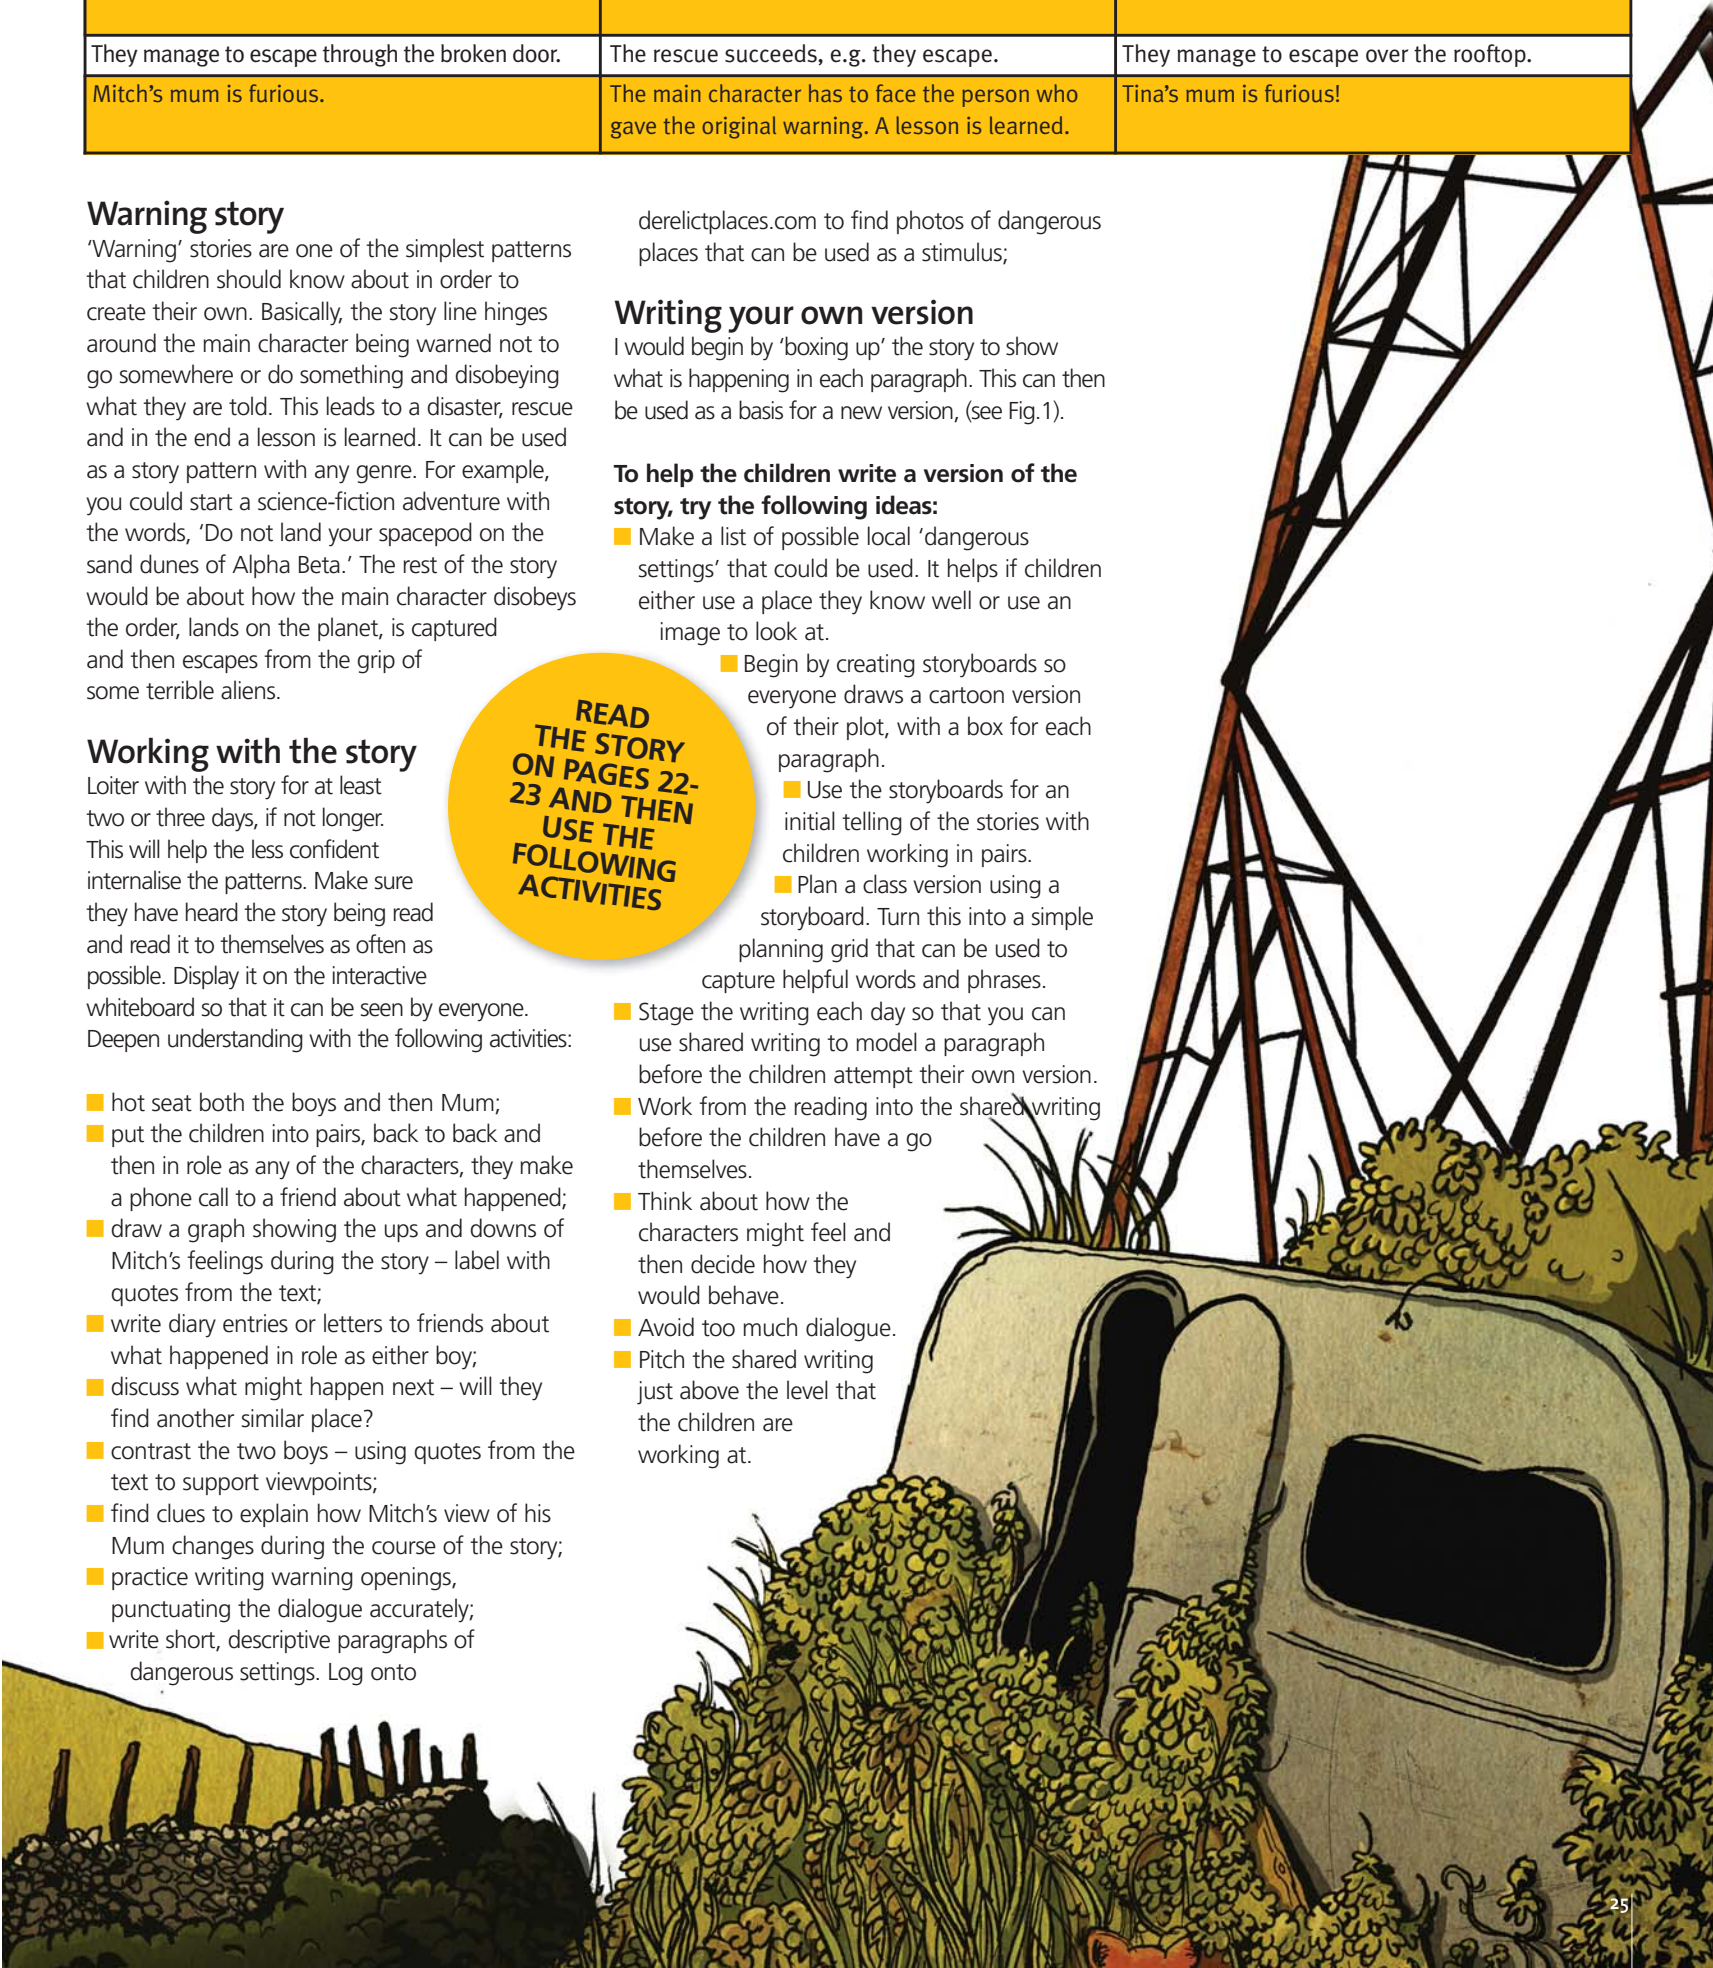 They manage to escape through the broken door.
The rescue succeeds, e.g. they escape.
They manage to escape over the rooftop.
Mitch’s mum is furious.
The main character has to face the person who
gave the original warning. A lesson is learned.
Tina’s mum is furious!
Warning story
‘Warning’ stories are one of the simplest patterns
that children should know about in order to
create their own. Basically, the story line hinges
around the main character being warned not to
go somewhere or do something and disobeying
what they are told. This leads to a disaster, rescue
and in the end a lesson is learned. It can be used
as a story pattern with any genre. For example,
you could start a science-fiction adventure with
the words, ‘Do not land your spacepod on the
sand dunes of Alpha Beta.’ The rest of the story
would be about how the main character disobeys
the order, lands on the planet, is captured
and then escapes from the grip of
some terrible aliens.
Working with the story
Loiter with the story for at least
two or three days, if not longer.
This will help the less confident
internalise the patterns. Make sure
they have heard the story being read
and read it to themselves as often as
possible. Display it on the interactive
whiteboard so that it can be seen by everyone.
Deepen understanding with the following activities:
hot seat both the boys and then Mum;
put the children into pairs, back to back and
then in role as any of the characters, they make
a phone call to a friend about what happened;
draw a graph showing the ups and downs of
Mitch’s feelings during the story – label with
quotes from the text;
write diary entries or letters to friends about
what happened in role as either boy;
discuss what might happen next – will they
find another similar place?
contrast the two boys – using quotes from the
text to support viewpoints;
find clues to explain how Mitch’s view of his
Mum changes during the course of the story;
practice writing warning openings,
punctuating the dialogue accurately;
write short, descriptive paragraphs of
dangerous settings. Log onto
derelictplaces.com to find photos of dangerous
places that can be used as a stimulus;
Writing your own version
I would begin by ‘boxing up’ the story to show
what is happening in each paragraph. This can then
be used as a basis for a new version, (see Fig.1).
To help the children write a version of the
story, try the following ideas:
Make a list of possible local ‘dangerous
settings’ that could be used. It helps if children
either use a place they know well or use an
image to look at.
Begin by creating storyboards so
everyone draws a cartoon version
of their plot, with a box for each
paragraph.
Use the storyboards for an
initial telling of the stories with
children working in pairs.
Plan a class version using a
storyboard. Turn this into a simple
planning grid that can be used to
capture helpful words and phrases.
Stage the writing each day so that you can
use shared writing to model a paragraph
before the children attempt their own version.
Work from the reading into the shared writing
before the children have a go
themselves.
Think about how the
characters might feel and
then decide how they
would behave.
Avoid too much dialogue.
Pitch the shared writing
just above the level that
the children are
working at.
READ
THE STORY
ON PAGES 22-
23 AND THEN
USE THE
FOLLOWING
ACTIVITIES
25